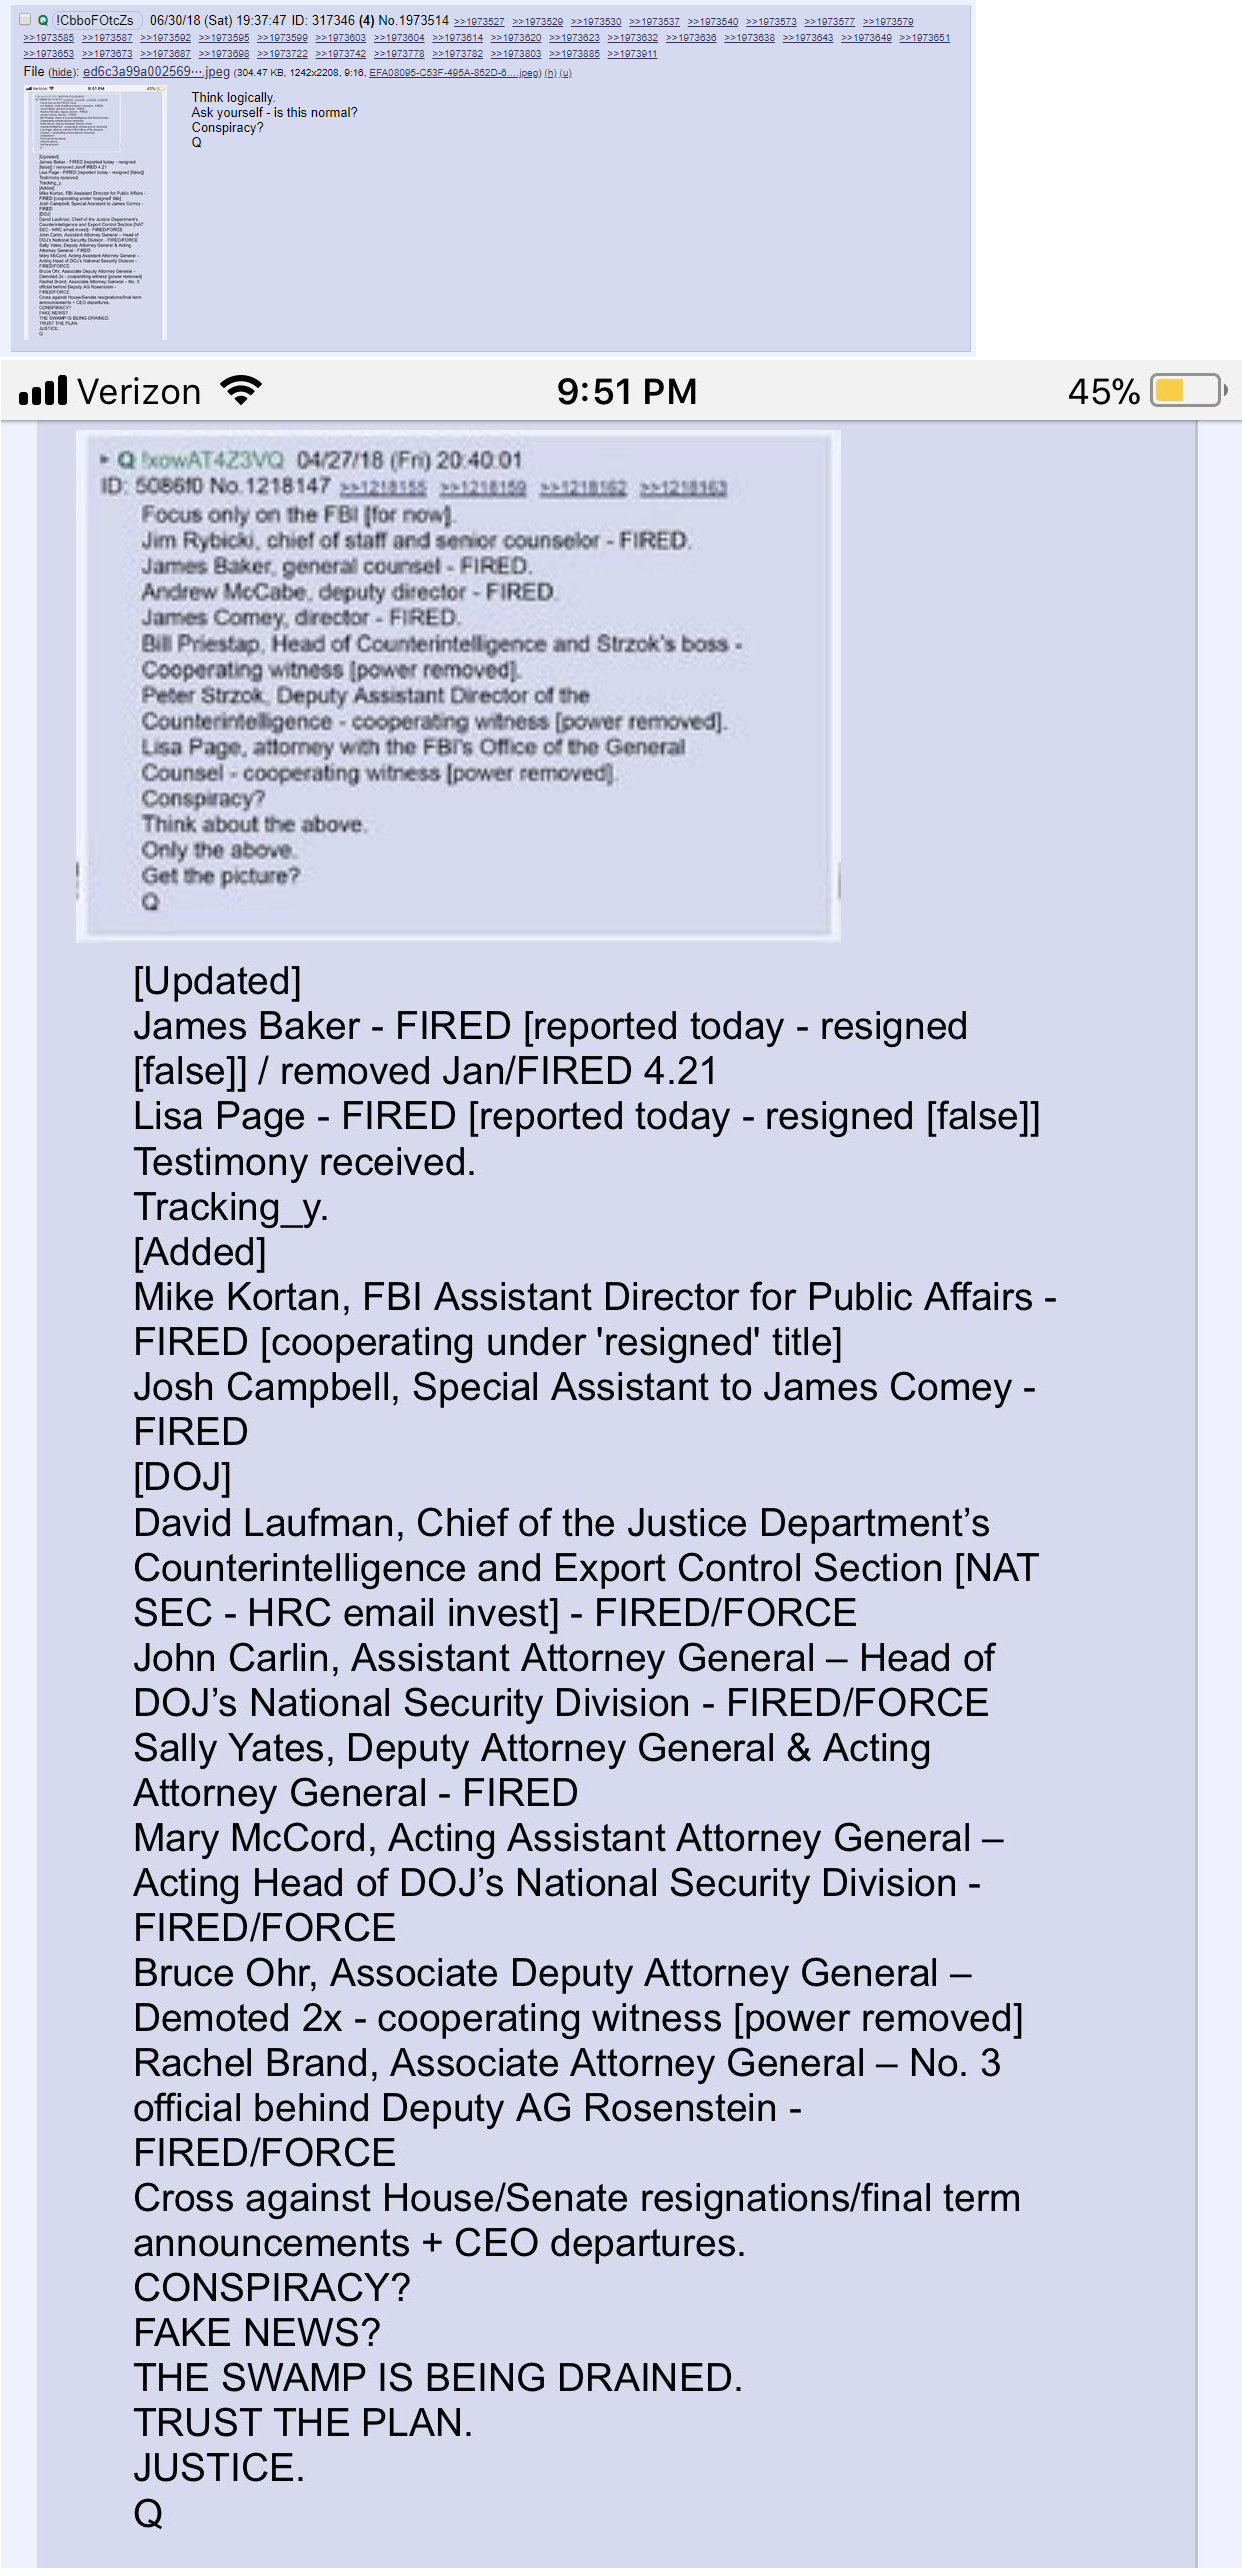 Q !CbboFOtcZs 06/30/18 (Sat) 19:37:47 ID: 317346 (4) No.1973514 >>1973527 >>1973529 >>1973530 >>1973537 >>1973540 >>1973573 >>1973577 >>1973579
>>1973585 >>1973587 >>1973592 >>1973595 >>1973599 >>1973603 >>1973604 >>1973614 >>1973620 >>1973623 >>1973632 >>1973636 >>1973638 >>1973643 >>1973649 >>1973651
>>1973653 >>1973673 >>1973687 >>1973698 >>1973722 >>1973742 >>1973778 >>1973782 >>1973803 >>1973885 >>1973911
File (hide): ed6c3a99a002569⋯.jpeg (304.47 KB, 1242x2208, 9:16, EFA08095-C53F-495A-852D-6….jpeg) (h) (u)
Think logically.
Ask yourself - is this normal?
Conspiracy?
Q
Verizon 9:51 PM 45%
Q !xowAT4Z3VQ 04/27/18 (Fri) 20:40:01
ID: 5086f0 No.1218147 >>1218155 >>1218159 >>1218162 >>1218163
Focus only on the FBI [for now].
Jim Rybicki, chief of staff and senior counselor - FIRED.
James Baker, general counsel - FIRED.
Andrew McCabe, deputy director - FIRED.
James Comey, director - FIRED.
Bill Priestap, Head of Counterintelligence and Strzok's boss -
Cooperating witness [power removed].
Peter Strzok, Deputy Assistant Director of the
Counterintelligence - cooperating witness [power removed].
Lisa Page, attorney with the FBI's Office of the General
Counsel - cooperating witness [power removed].
Conspiracy?
Think about the above.
Only the above.
Get the picture?
Q
[Updated]
James Baker - FIRED [reported today - resigned
[false]] / removed Jan/FIRED 4.21
Lisa Page - FIRED [reported today - resigned [false]]
Testimony received.
Tracking_y.
[Added]
Mike Kortan, FBI Assistant Director for Public Affairs -
FIRED [cooperating under 'resigned' title]
Josh Campbell, Special Assistant to James Comey -
FIRED
[DOJ]
David Laufman, Chief of the Justice Department’s
Counterintelligence and Export Control Section [NAT
SEC - HRC email invest] - FIRED/FORCE
John Carlin, Assistant Attorney General – Head of
DOJ’s National Security Division - FIRED/FORCE
Sally Yates, Deputy Attorney General & Acting
Attorney General - FIRED
Mary McCord, Acting Assistant Attorney General –
Acting Head of DOJ’s National Security Division -
FIRED/FORCE
Bruce Ohr, Associate Deputy Attorney General –
Demoted 2x - cooperating witness [power removed]
Rachel Brand, Associate Attorney General – No. 3
official behind Deputy AG Rosenstein -
FIRED/FORCE
Cross against House/Senate resignations/final term
announcements + CEO departures.
CONSPIRACY?
FAKE NEWS?
THE SWAMP IS BEING DRAINED.
TRUST THE PLAN.
JUSTICE.
Q